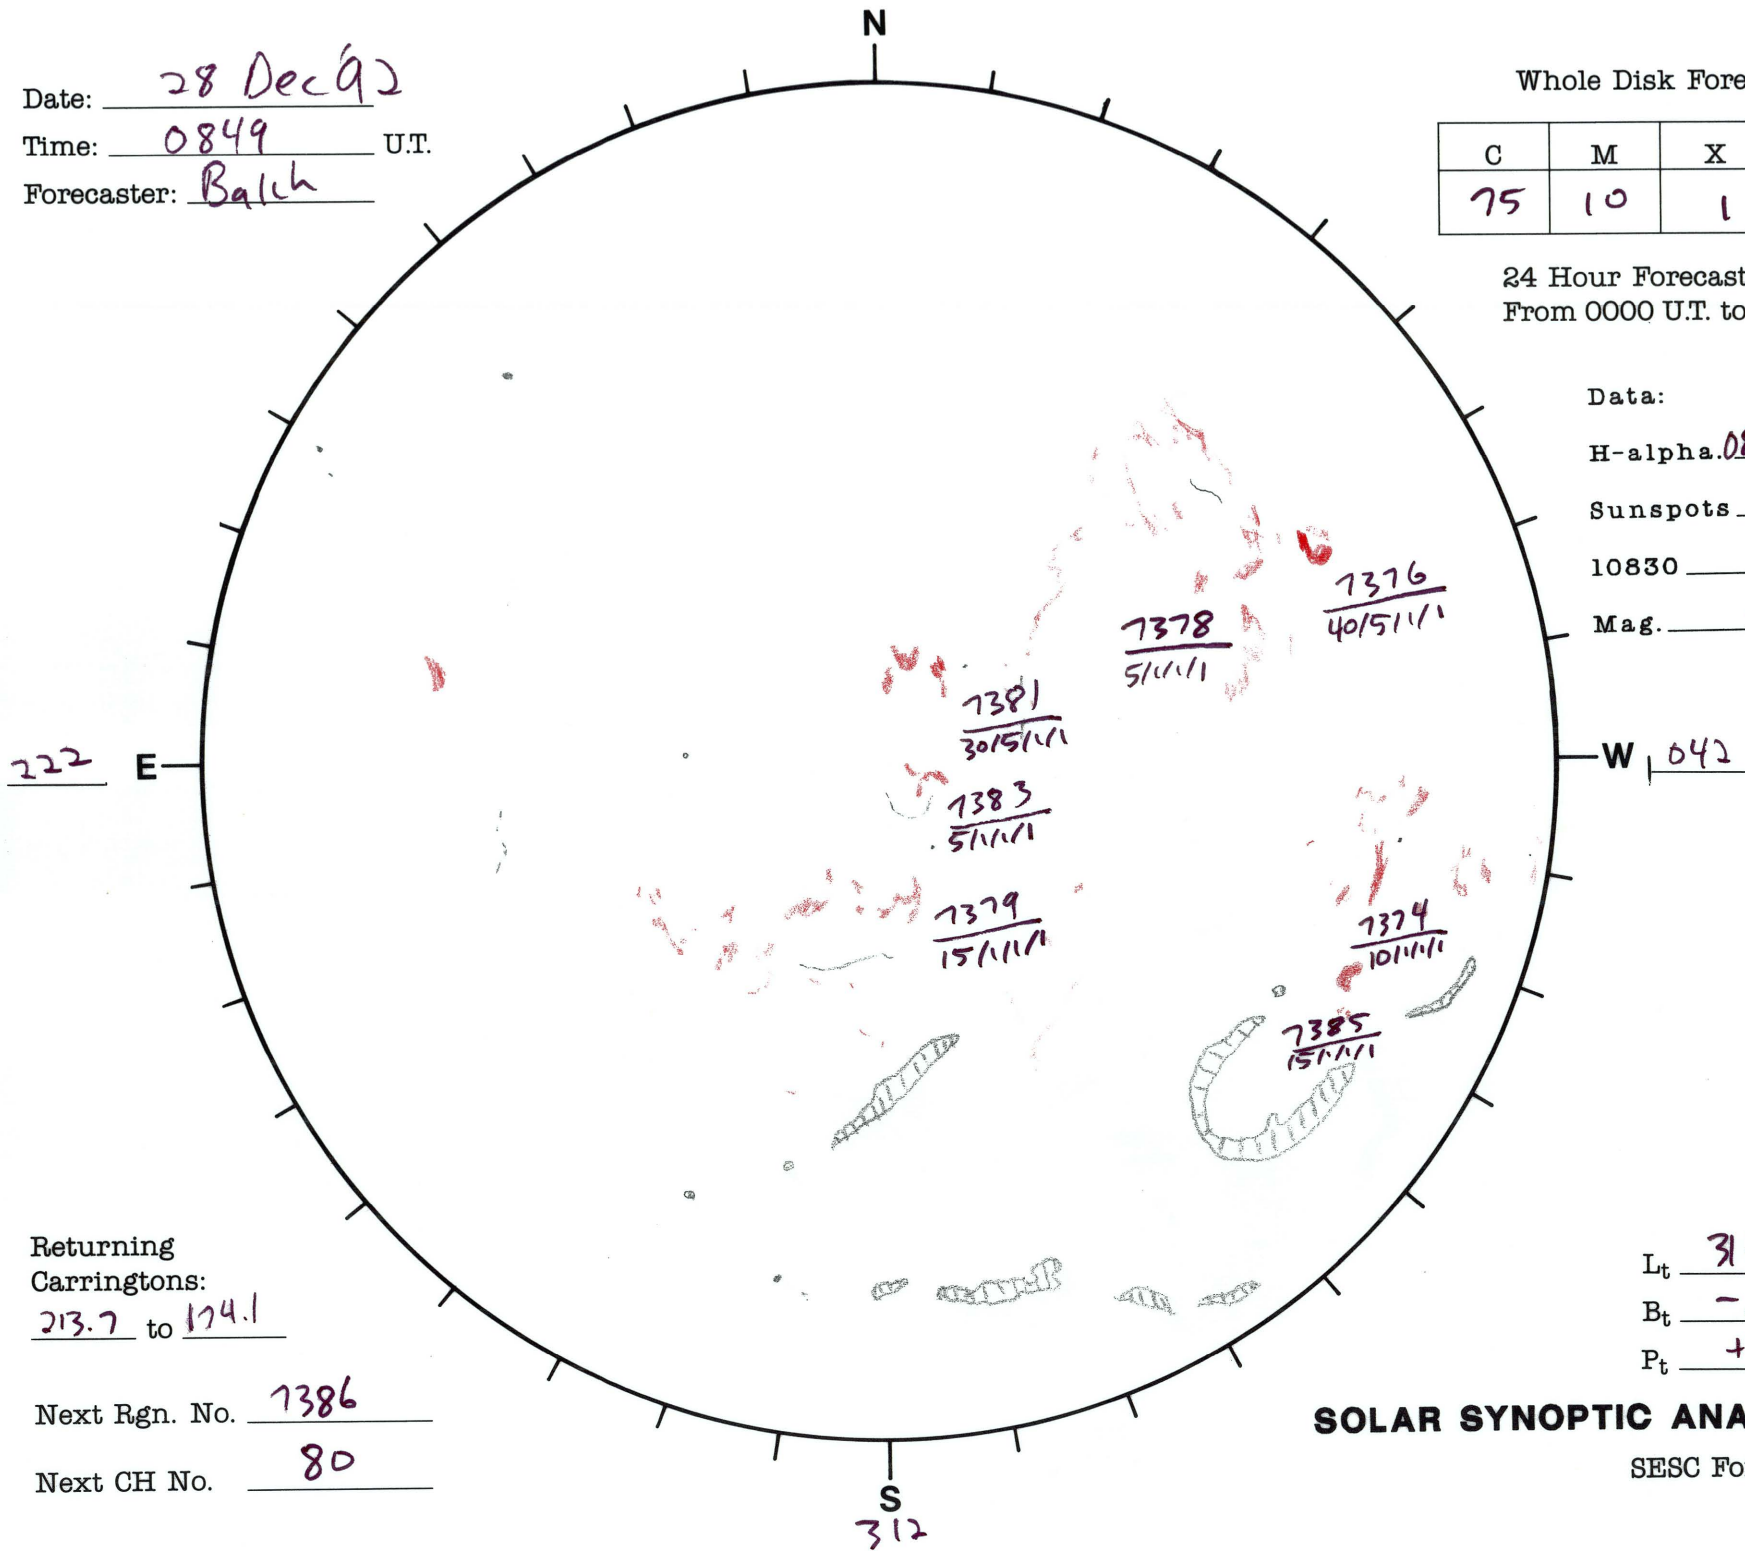 N
Date: 28 Dec '92
Time: 0849 U.T.
Forecaster: Balch
Whole Disk Fore
C M X
75 10 1
24 Hour Forecast
From 0000 U.T. to
Data:
H-alpha. 08
Sunspots
10830
Mag.
7376
40/5/1/1
7378
5/1/1/1
7381
30/5/1/1
222 E
W 042
7383
5/1/1/1
7379
15/1/1/1
7374
10/1/1/1
7385
15/1/1/1
Returning
Carringtons:
213.7 to 174.1
Next Rgn. No. 7386
Next CH No. 80
Lt 31
Bt -
Pt +
SOLAR SYNOPTIC ANA
SESC Fo
S
312